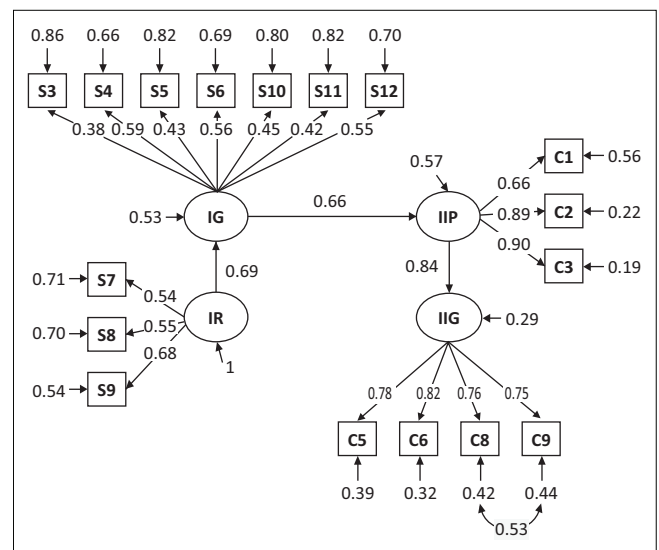 0.86 0.66 0.82 0.69 0.80 0.82 0.70
S3 S4 S5 S6 S10 S11 S12
0.38 0.59 0.43 0.56 0.45 0.42 0.55
0.57
C1 0.56
0.66
0.66
0.53 IG IIP 0.89 C2 0.22
0.90
C3 0.19
0.71 S7 0.69 0.84
0.54
IR IIG 0.29
0.70 S8 0.55
0.68
1
0.54 S9
0.78 0.82 0.76 0.75
C5 C6 C8 C9
0.39 0.32 0.42 0.44
0.53